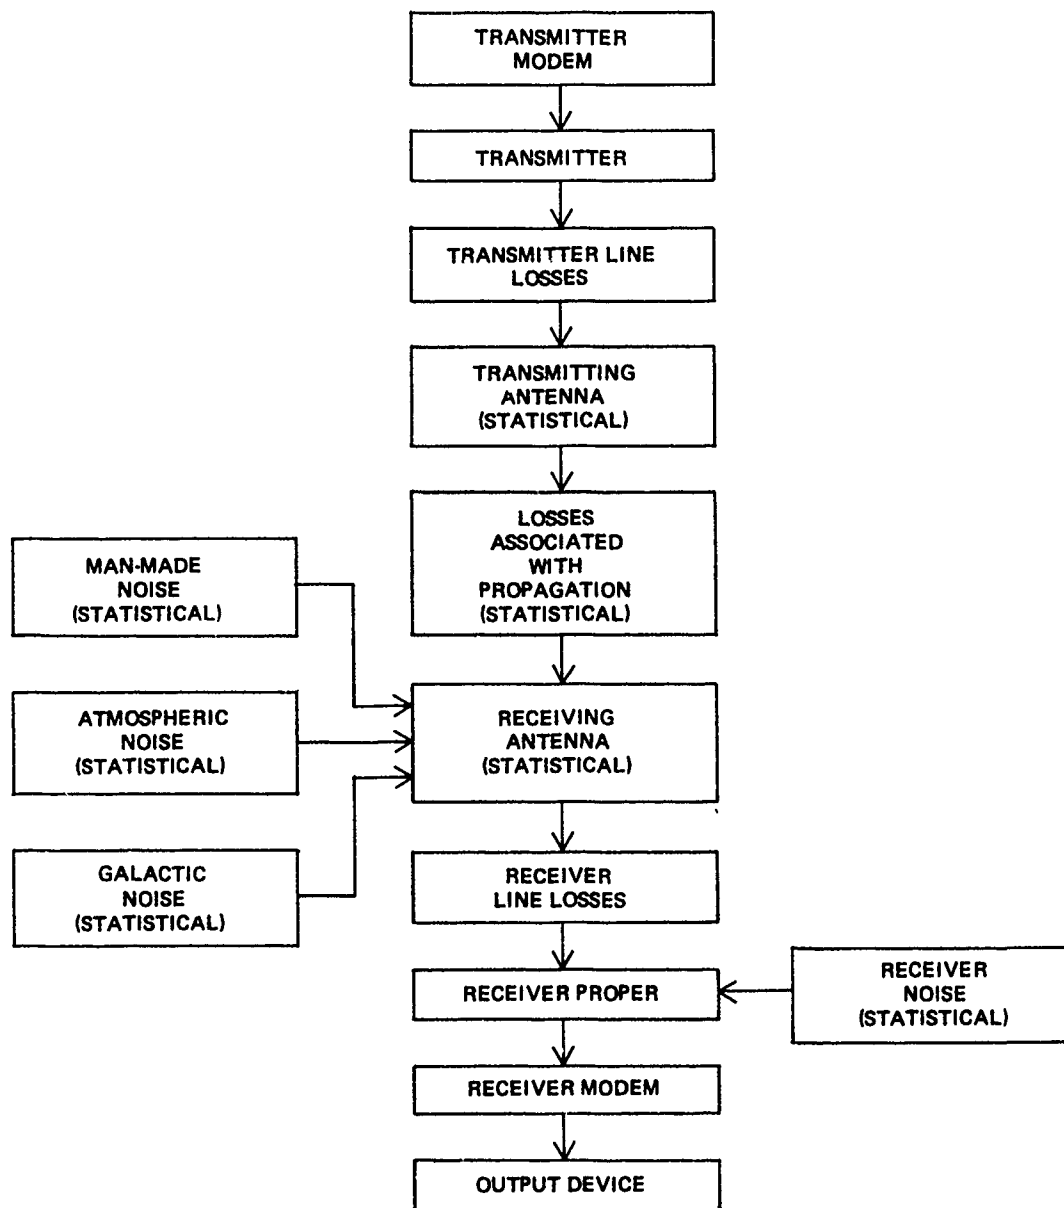 TRANSMITTER
MODEM
TRANSMITTER
TRANSMITTER LINE
LOSSES
TRANSMITTING
ANTENNA
(STATISTICAL)
LOSSES
ASSOCIATED
WITH
PROPAGATION
(STATISTICAL)
MAN-MADE
NOISE
(STATISTICAL)
ATMOSPHERIC
NOISE
(STATISTICAL)
GALACTIC
NOISE
(STATISTICAL)
RECEIVING
ANTENNA
(STATISTICAL)
RECEIVER
LINE LOSSES
RECEIVER PROPER
RECEIVER
NOISE
(STATISTICAL)
RECEIVER MODEM
OUTPUT DEVICE